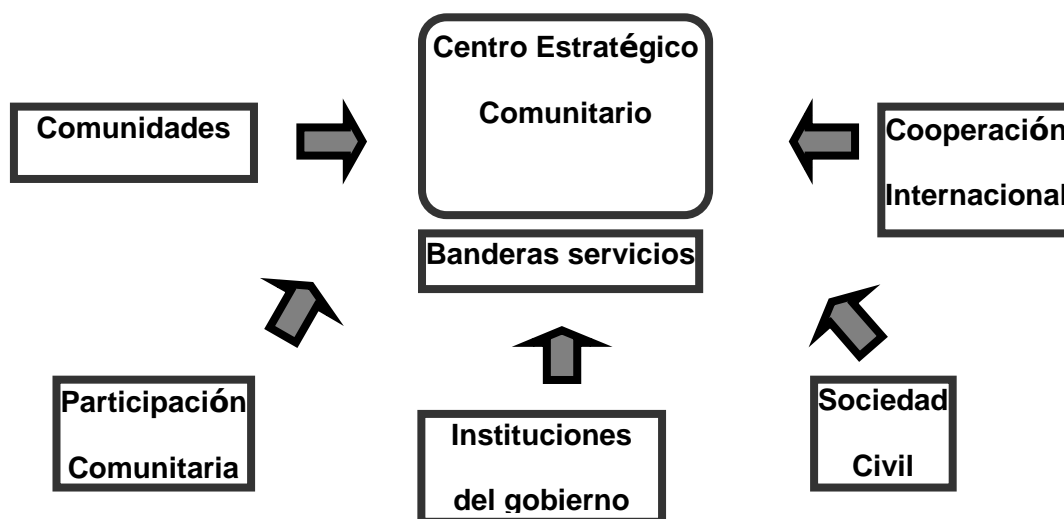 Centro Estratégico
Comunitario
Comunidades
Cooperación
Internacional
Banderas servicios
Participación
Comunitaria
Instituciones
del gobierno
Sociedad
Civil